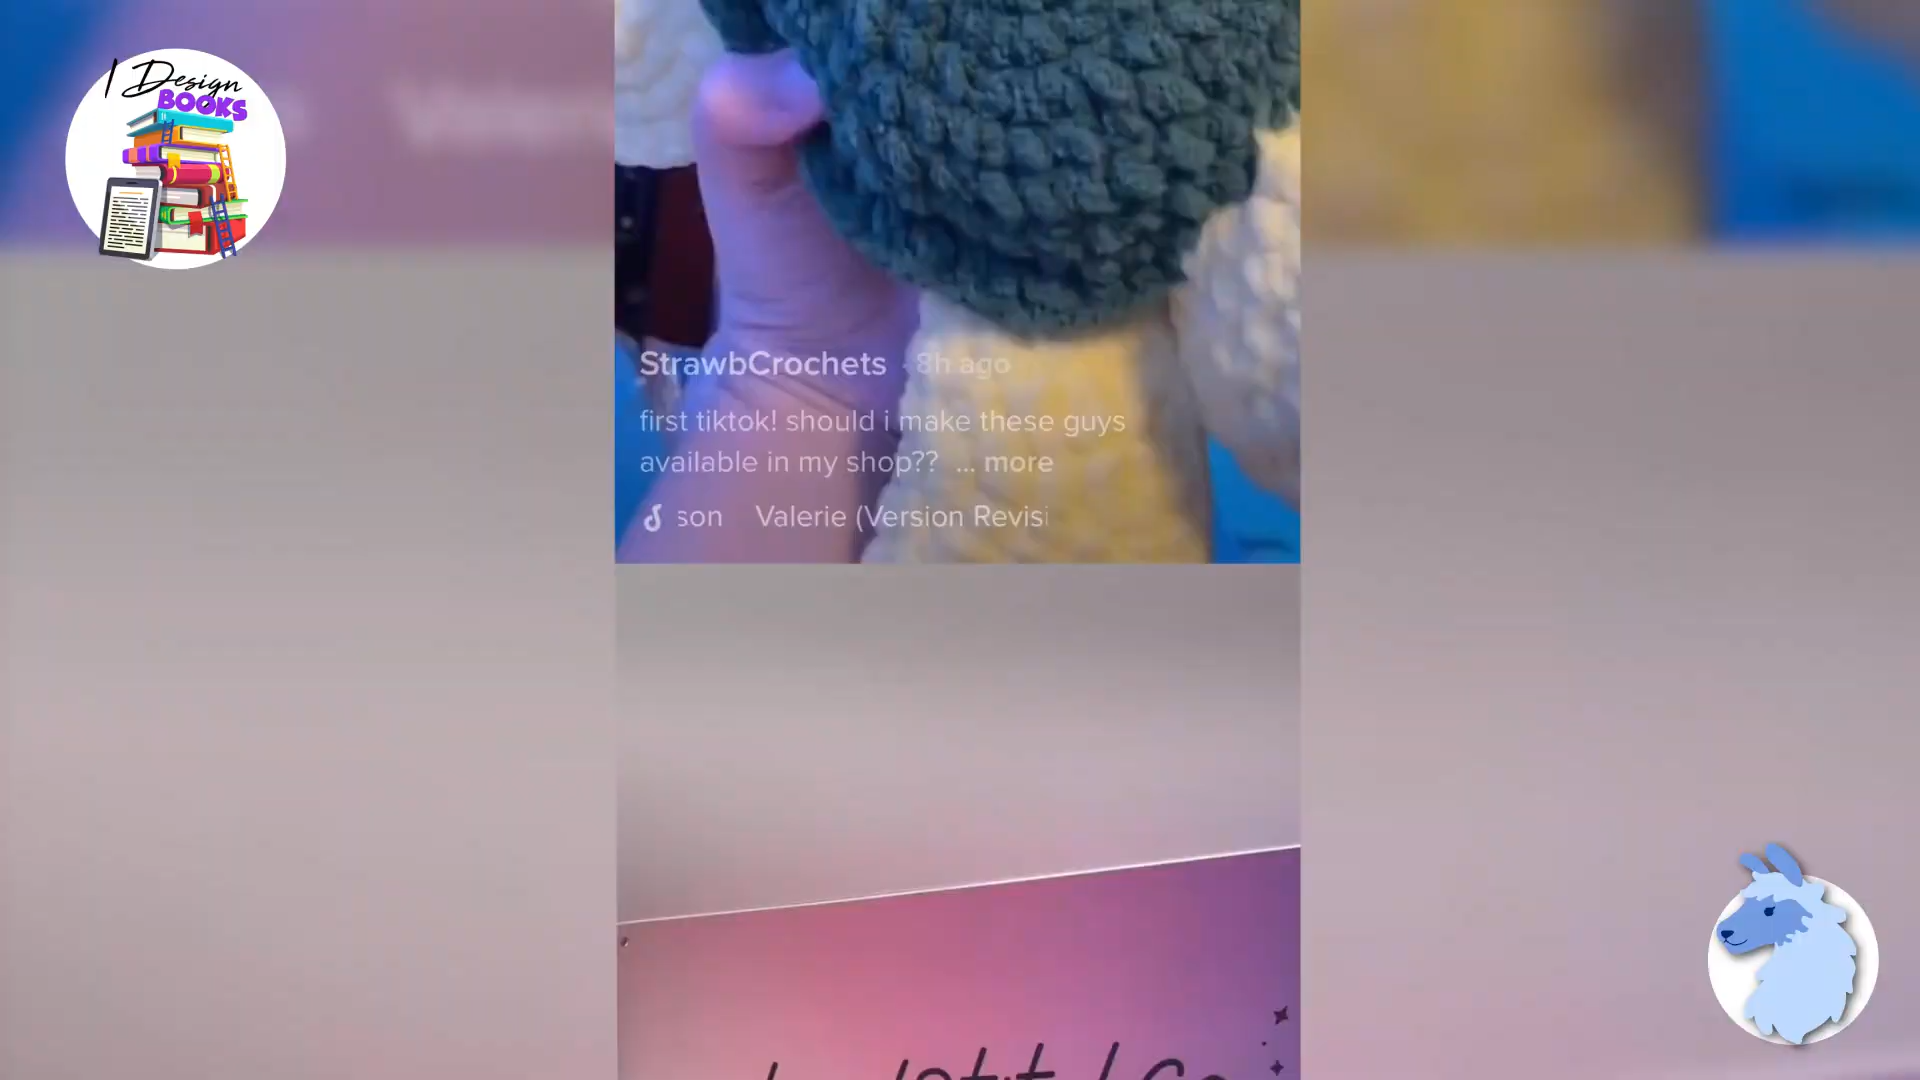 I Design
BOOKS
StrawbCrochets · 8h ago
first tiktok! should i make these guys
available in my shop?? ... more
son Valerie (Version Revisi